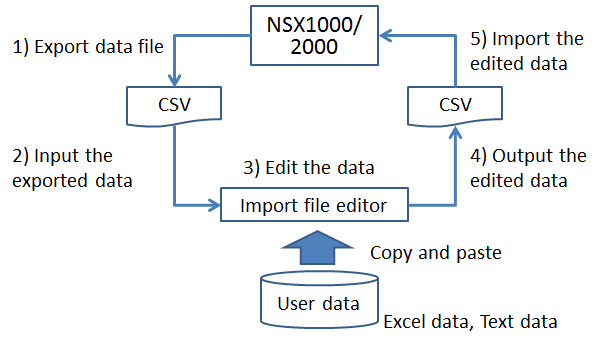 NSX1000/
2000
1) Export data file
5) Import the
edited data
CSV
CSV
2) Input the
exported data
3) Edit the data
4) Output the
edited data
Import file editor
Copy and paste
User data
Excel data, Text data